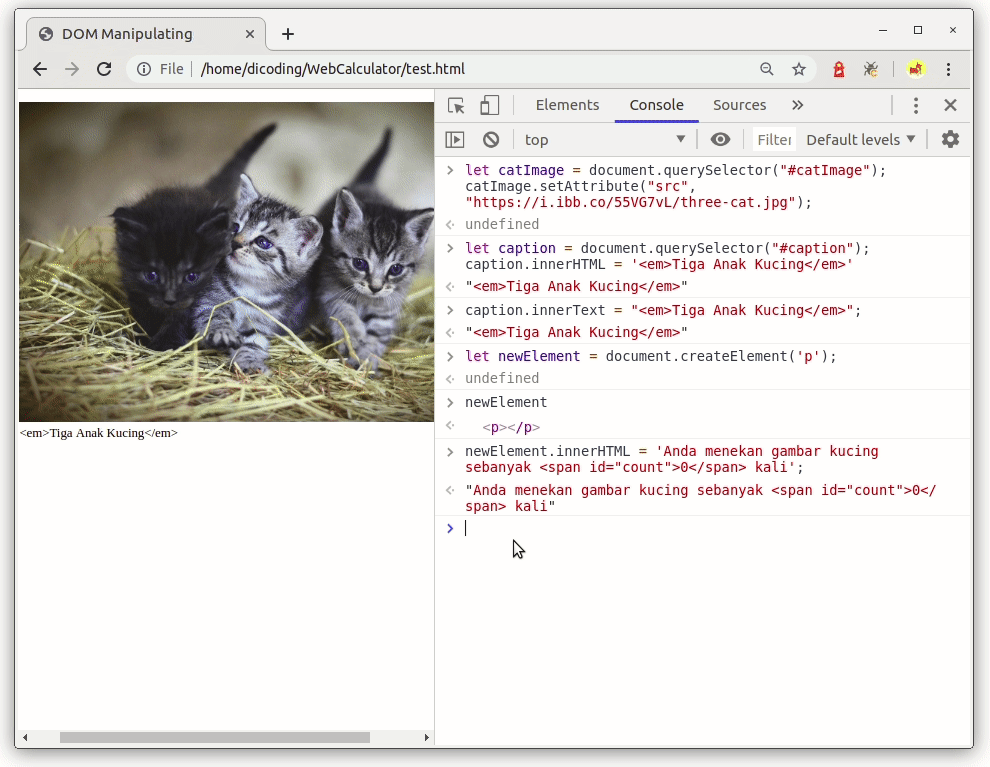 DOM Manipulating
File
/home/dicoding/WebCalculator/test.html
Elements Console Sources
top Filter Default levels
let catImage = document.querySelector("#catImage");
catImage.setAttribute("src",
"https://i.ibb.co/55VG7vL/three-cat.jpg");
undefined
let caption = document.querySelector("#caption");
caption.innerHTML = '<em>Tiga Anak Kucing</em>'
"<em>Tiga Anak Kucing</em>"
caption.innerText = "<em>Tiga Anak Kucing</em>";
"<em>Tiga Anak Kucing</em>"
let newElement = document.createElement('p');
undefined
newElement
<p></p>
newElement.innerHTML = 'Anda menekan gambar kucing
sebanyak <span id="count">0</span> kali';
"Anda menekan gambar kucing sebanyak <span id="count">0</
span> kali"
<em>Tiga Anak Kucing</em>